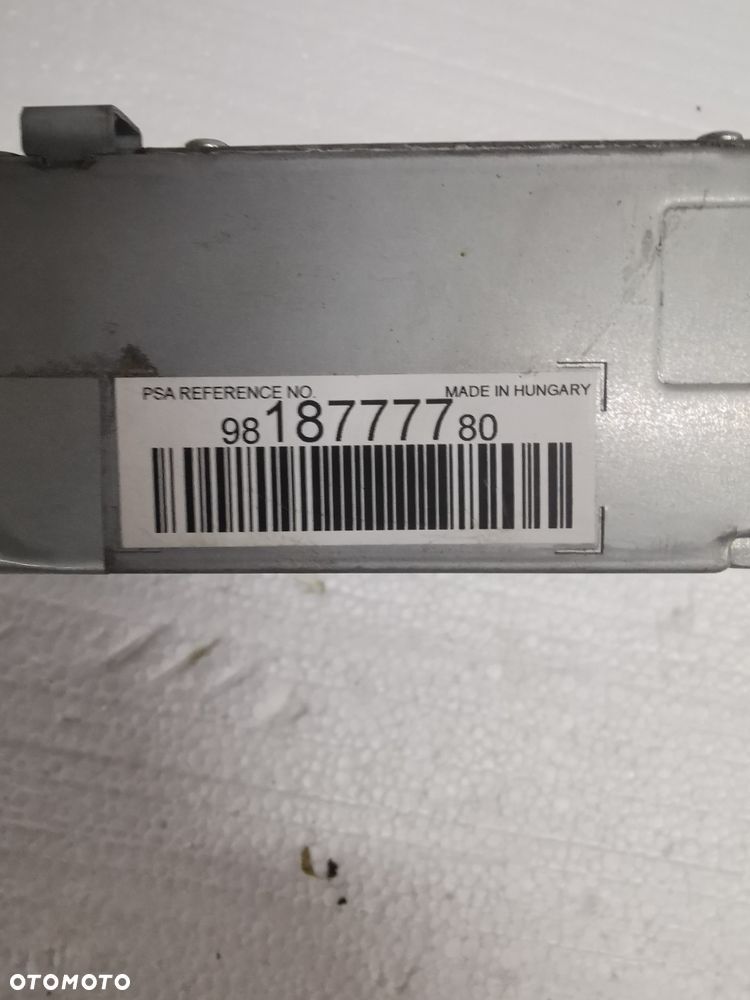 PSA REFERENCE NO. MADE IN HUNGARY
9818777780
OTOMOTO